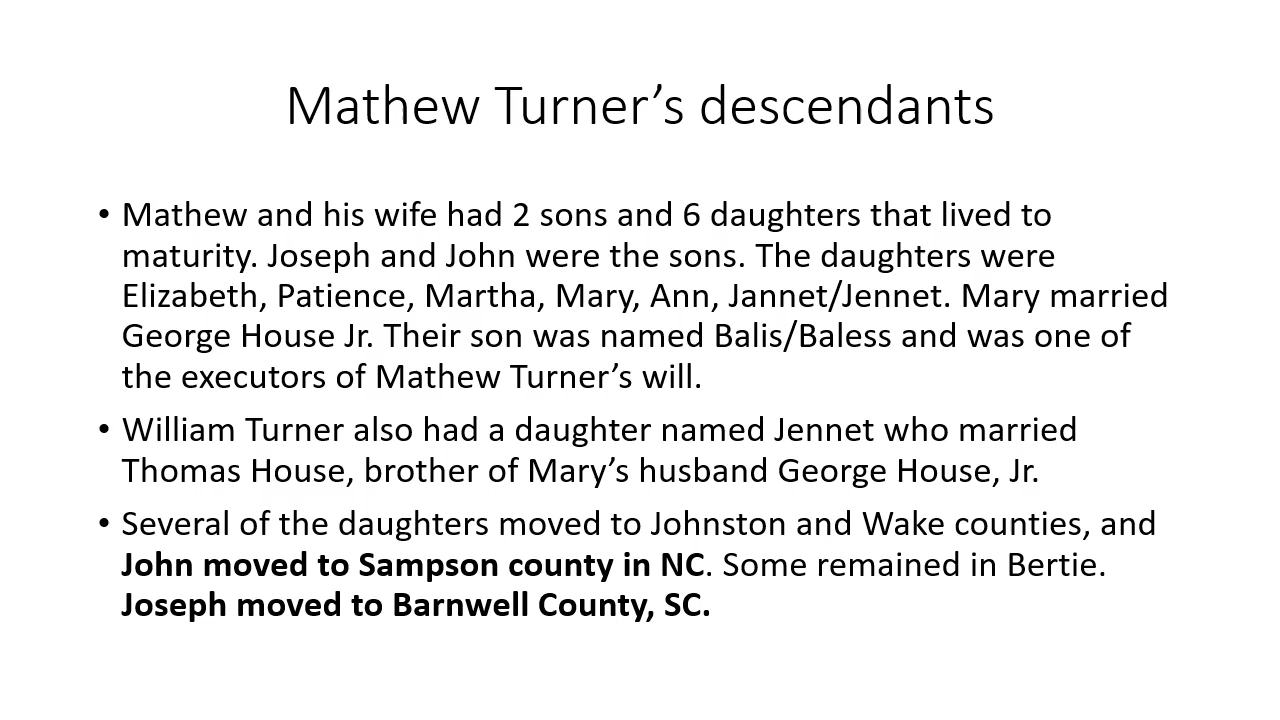 Mathew Turner’s descendants
• Mathew and his wife had 2 sons and 6 daughters that lived to
maturity. Joseph and John were the sons. The daughters were
Elizabeth, Patience, Martha, Mary, Ann, Jannet/Jennet. Mary married
George House Jr. Their son was named Balis/Baless and was one of
the executors of Mathew Turner’s will.
• William Turner also had a daughter named Jennet who married
Thomas House, brother of Mary’s husband George House, Jr.
• Several of the daughters moved to Johnston and Wake counties, and
John moved to Sampson county in NC. Some remained in Bertie.
Joseph moved to Barnwell County, SC.